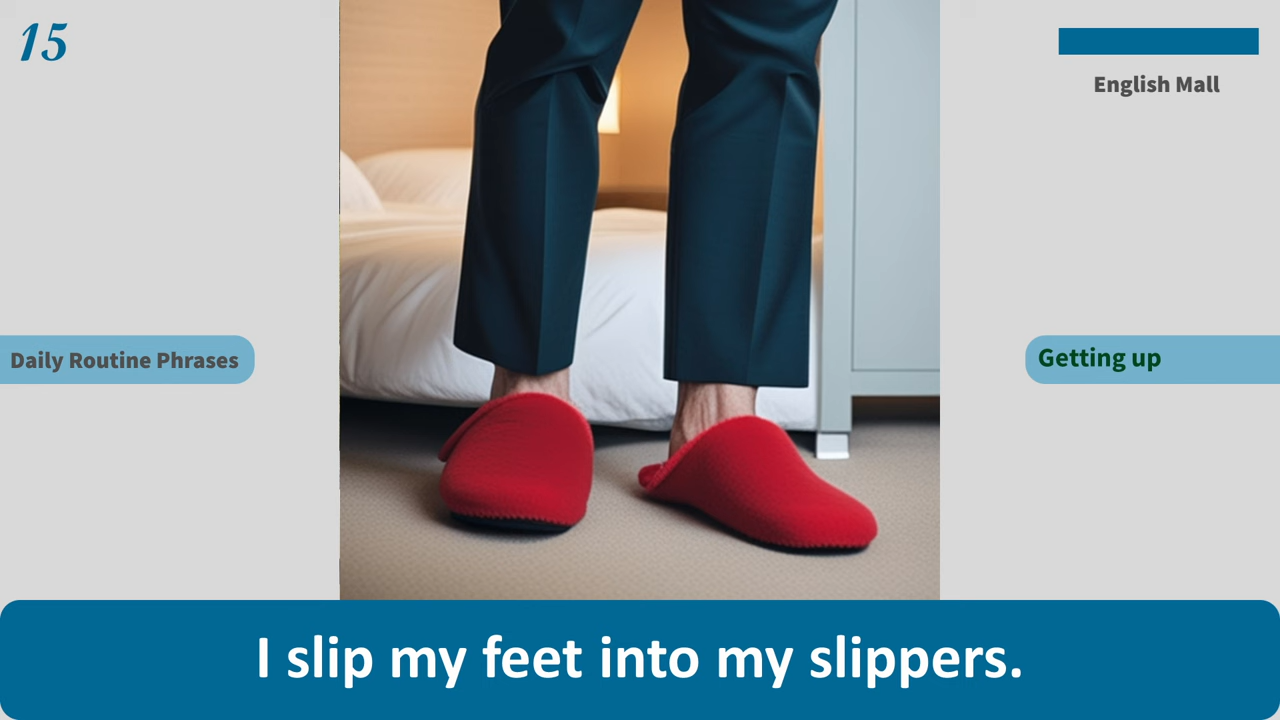 15
English Mall
Daily Routine Phrases
Getting up
I slip my feet into my slippers.